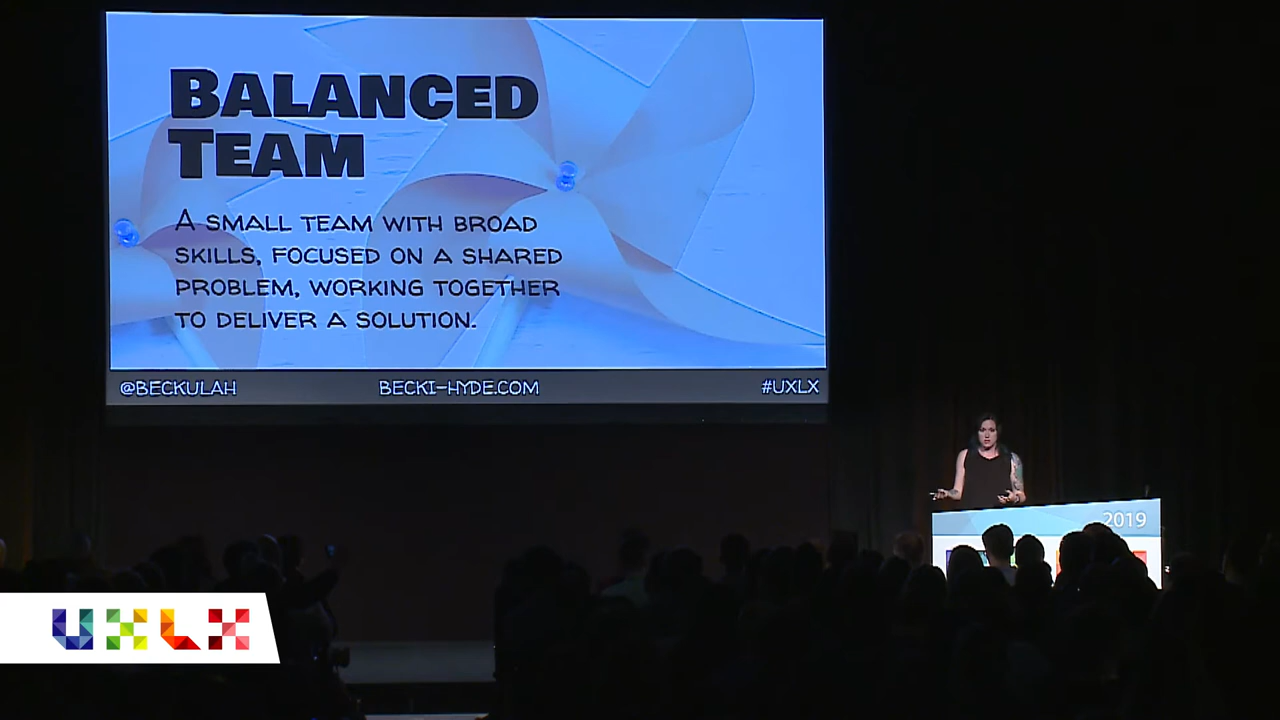 BALANCED
TEAM
A SMALL TEAM WITH BROAD
SKILLS, FOCUSED ON A SHARED
PROBLEM, WORKING TOGETHER
TO DELIVER A SOLUTION.
@BECKULAH
BECKI-HYDE.COM
#UXLX
2019
UXLX